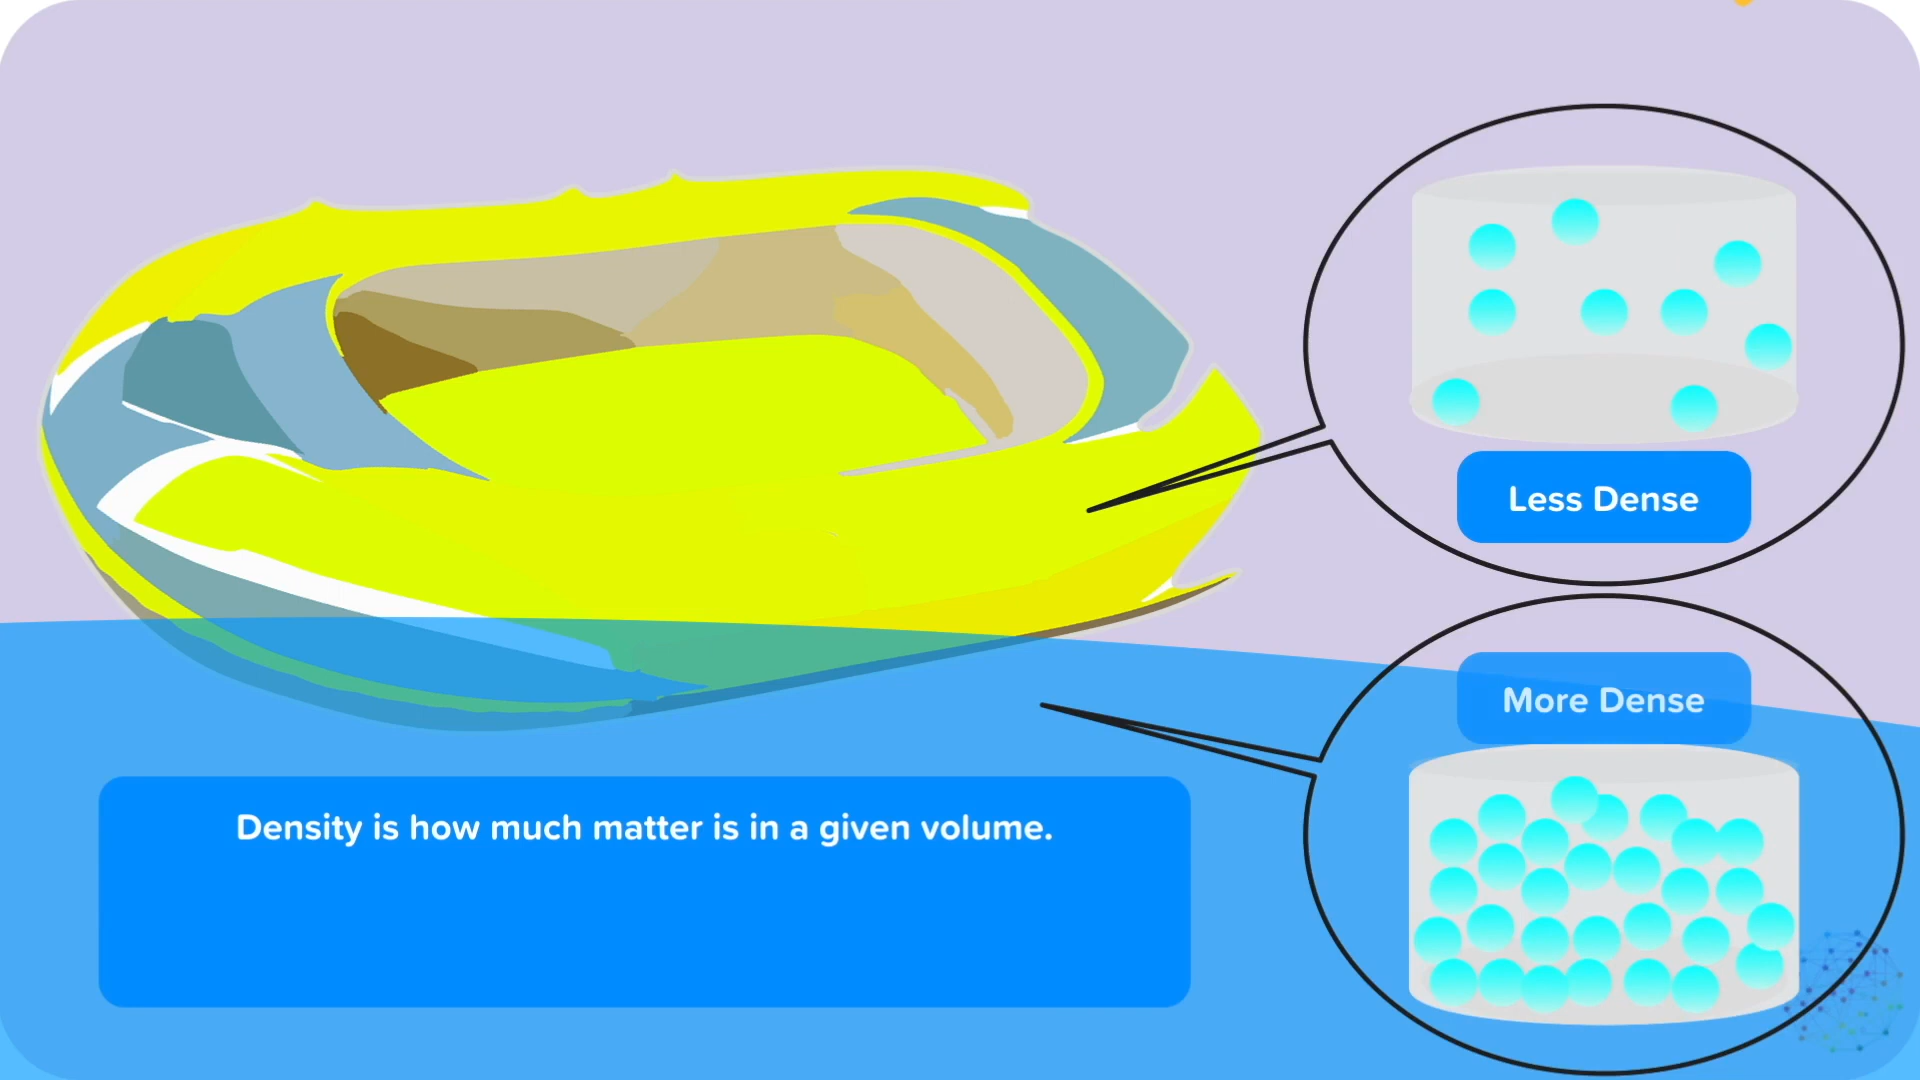 Less Dense
More Dense
Density is how much matter is in a given volume.